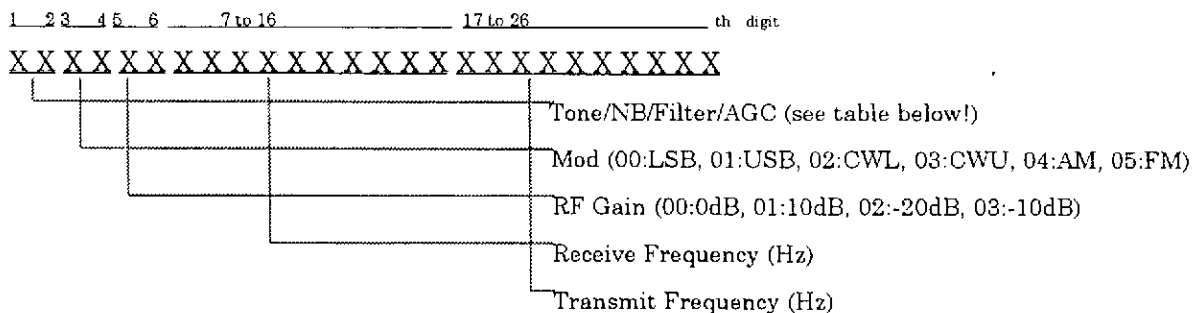 1 2 3 4 5 6 7 to 16 17 to 26 th digit
X X X X X X X X X X X X X X X X X X X X X X X X X X
Tone/NB/Filter/AGC (see table below!)
Mod (00:LSB, 01:USB, 02:CWL, 03:CWU, 04:AM, 05:FM)
RF Gain (00:0dB, 01:10dB, 02:-20dB, 03:-10dB)
Receive Frequency (Hz)
Transmit Frequency (Hz)